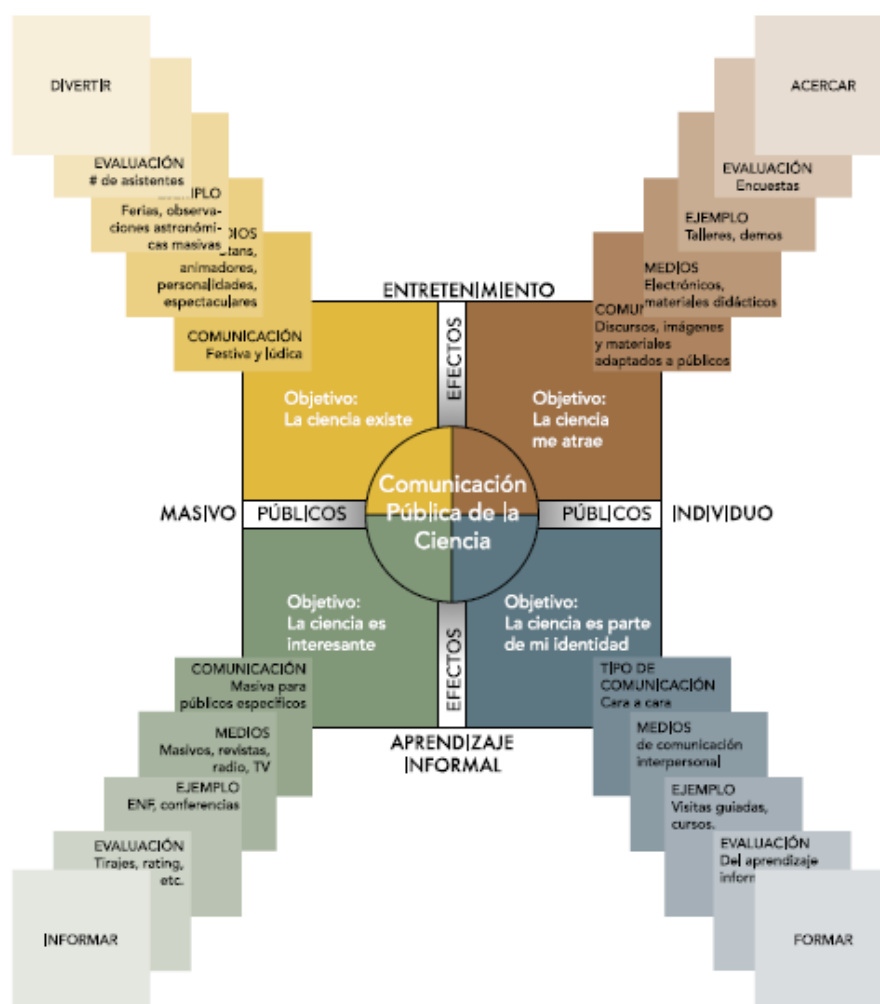 DIVERTIR
EVALUACIÓN
# de asistentes
Ferias, observa-
ciones astronómi-
cas masivas
animadores,
personalidades,
espectaculares
COMUNICACIÓN
Festiva y lúdica
ACERCAR
EVALUACIÓN
Encuestas
EJEMPLO
Talleres, demos
MEDIOS
Electrónicos,
materiales didácticos
Discursos, imágenes
y materiales
adaptados a públicos
ENTRETENIMIENTO
EFECTOS
Objetivo:
La ciencia existe
Objetivo:
La ciencia
me atrae
MASIVO
PÚBLICOS
Comunicación
Pública de la
Ciencia
PÚBLICOS
INDIVIDUO
Objetivo:
La ciencia es
interesante
Objetivo:
La ciencia es parte
de mi identidad
EFECTOS
APRENDIZAJE
INFORMAL
COMUNICACIÓN
Masiva para
públicos específicos
MEDIOS
Masivos, revistas,
radio, TV
EJEMPLO
ENF, conferencias
EVALUACIÓN
Tirajes, rating,
etc.
INFORMAR
TIPO DE
COMUNICACIÓN
Cara a cara
MEDIOS
de comunicación
interpersonal
EJEMPLO
Visitas guiadas,
cursos.
EVALUACIÓN
Del aprendizaje
FORMAR